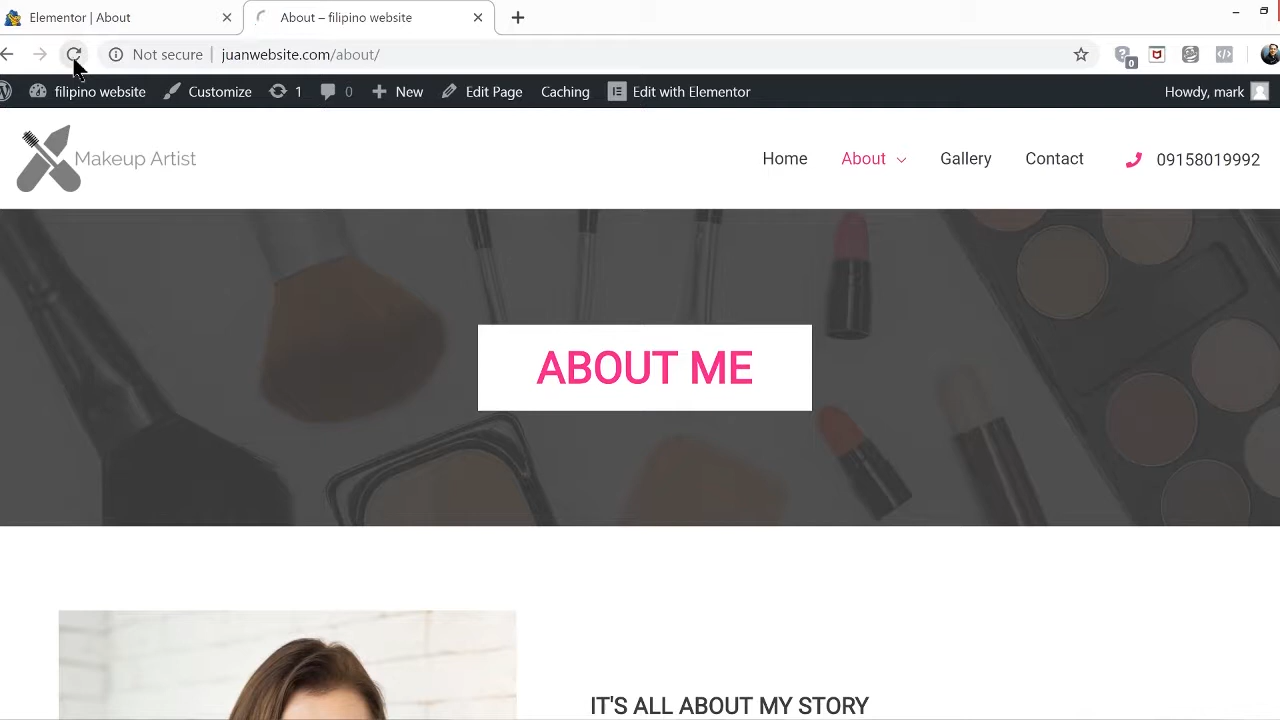 Elementor | About
About – filipino website
Not secure
juanwebsite.com/about/
0
filipino website
Customize
1
0
New
Edit Page
Caching
Edit with Elementor
Howdy, mark
Makeup Artist
Home
About
Gallery
Contact
09158019992
ABOUT ME
IT'S ALL ABOUT MY STORY